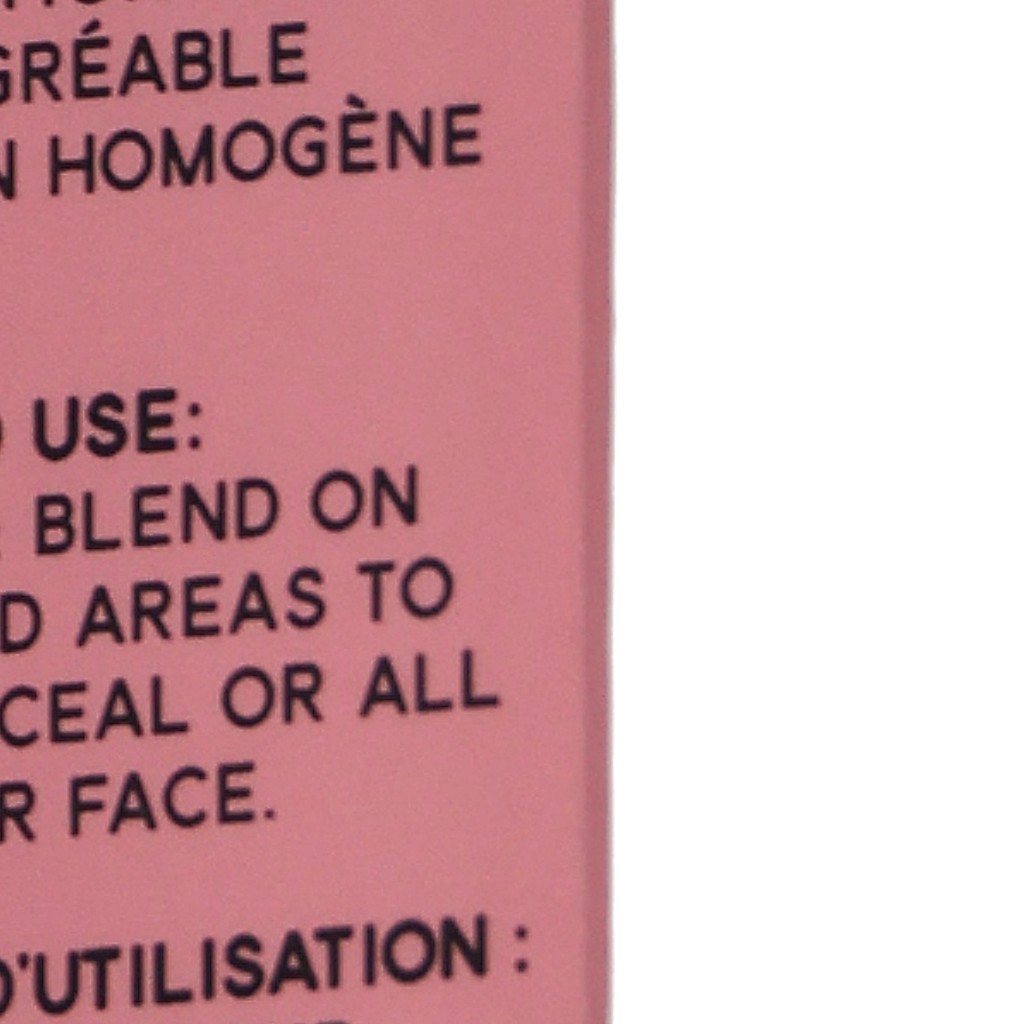 GRÉABLE
N HOMOGÈNE
USE:
BLEND ON
D AREAS TO
CEAL OR ALL
R FACE.
D'UTILISATION :